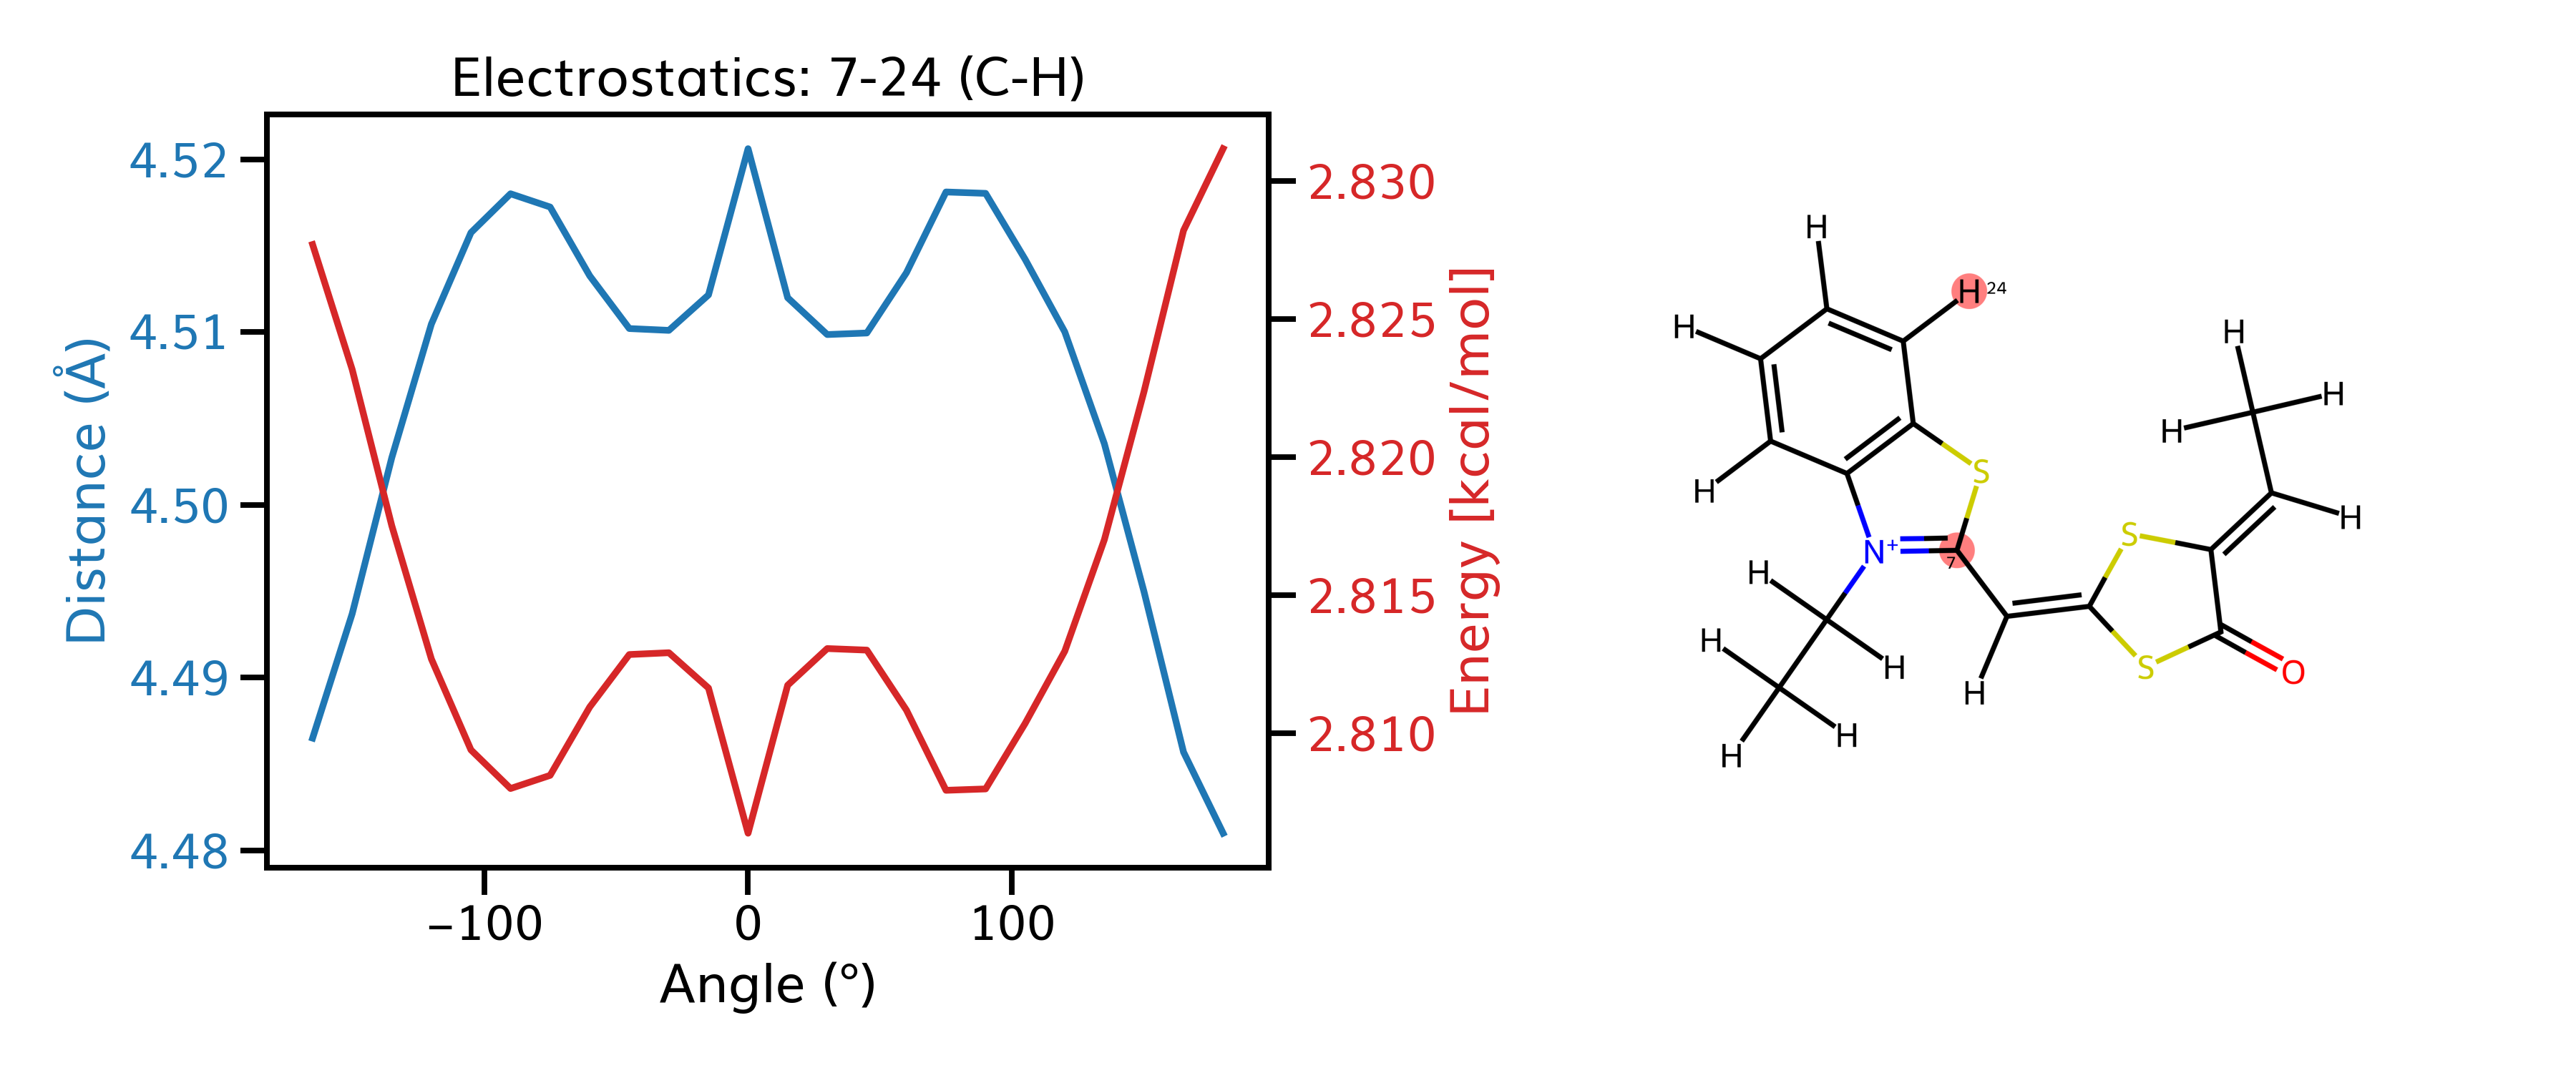 Electrostatics: 7-24 (C-H)
4.52
4.51
4.50
4.49
4.48
Distance (Å)
−100
0
100
Angle (°)
2.830
2.825
2.820
2.815
2.810
Energy [kcal/mol]
H
H 24
H
H
H
H
H
S
S
H
N+
7
H
H
H
H
S
O
H
H
H